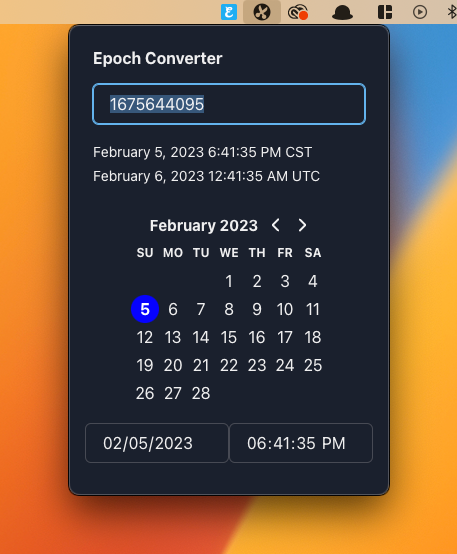 Epoch Converter
1675644095
February 5, 2023 6:41:35 PM CST
February 6, 2023 12:41:35 AM UTC
February 2023
SU MO TU WE TH FR SA
1 2 3 4
5 6 7 8 9 10 11
12 13 14 15 16 17 18
19 20 21 22 23 24 25
26 27 28
02/05/2023 06:41:35 PM